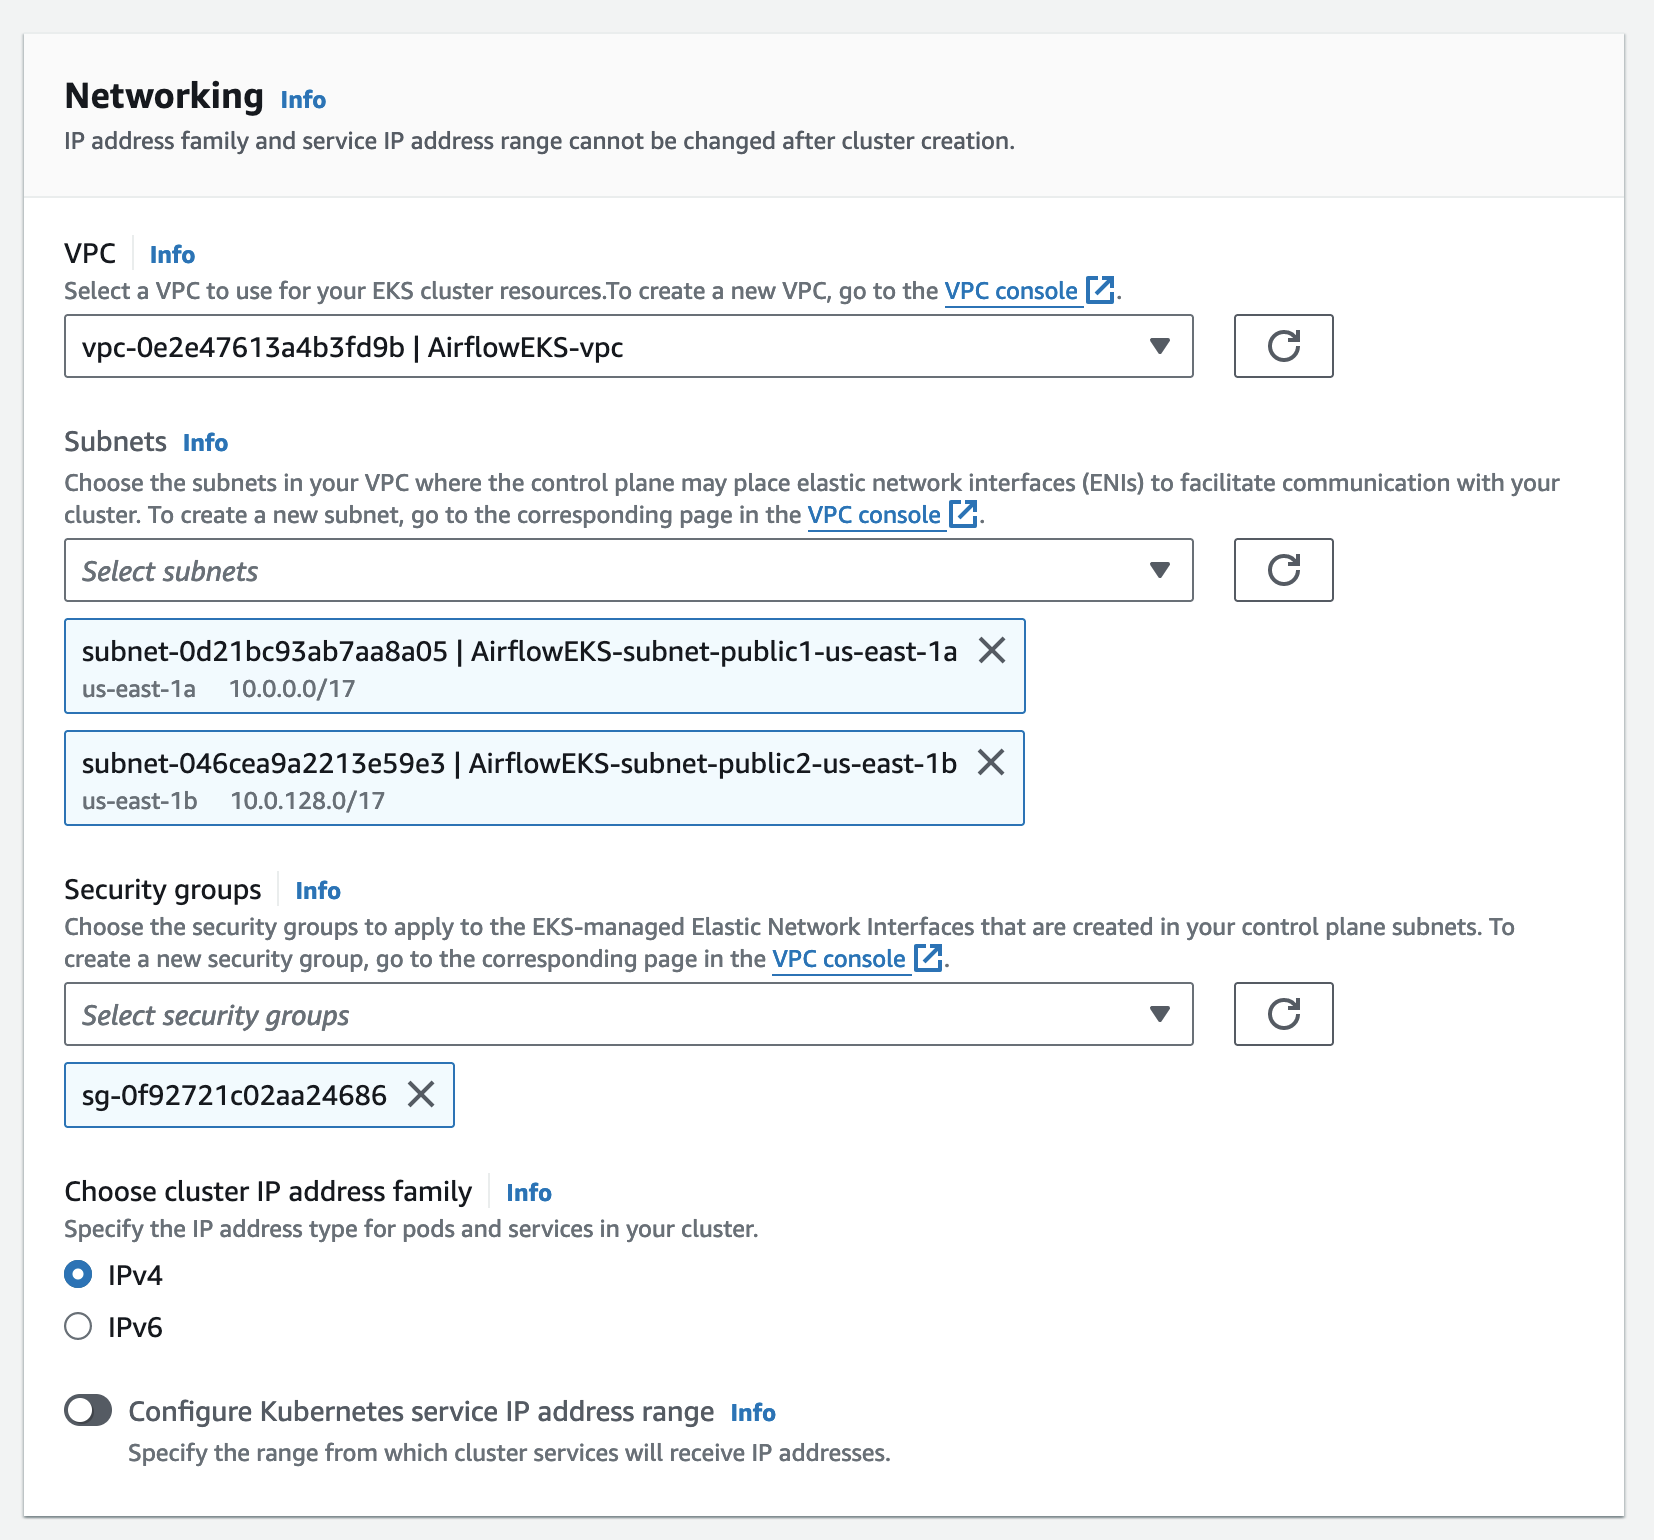 Networking Info
IP address family and service IP address range cannot be changed after cluster creation.
VPC Info
Select a VPC to use for your EKS cluster resources.To create a new VPC, go to the VPC console.
vpc-0e2e47613a4b3fd9b | AirflowEKS-vpc
Subnets Info
Choose the subnets in your VPC where the control plane may place elastic network interfaces (ENIs) to facilitate communication with your
cluster. To create a new subnet, go to the corresponding page in the VPC console.
Select subnets
subnet-0d21bc93ab7aa8a05 | AirflowEKS-subnet-public1-us-east-1a
us-east-1a 10.0.0.0/17
subnet-046cea9a2213e59e3 | AirflowEKS-subnet-public2-us-east-1b
us-east-1b 10.0.128.0/17
Security groups Info
Choose the security groups to apply to the EKS-managed Elastic Network Interfaces that are created in your control plane subnets. To
create a new security group, go to the corresponding page in the VPC console.
Select security groups
sg-0f92721c02aa24686
Choose cluster IP address family Info
Specify the IP address type for pods and services in your cluster.
IPv4
IPv6
Configure Kubernetes service IP address range Info
Specify the range from which cluster services will receive IP addresses.